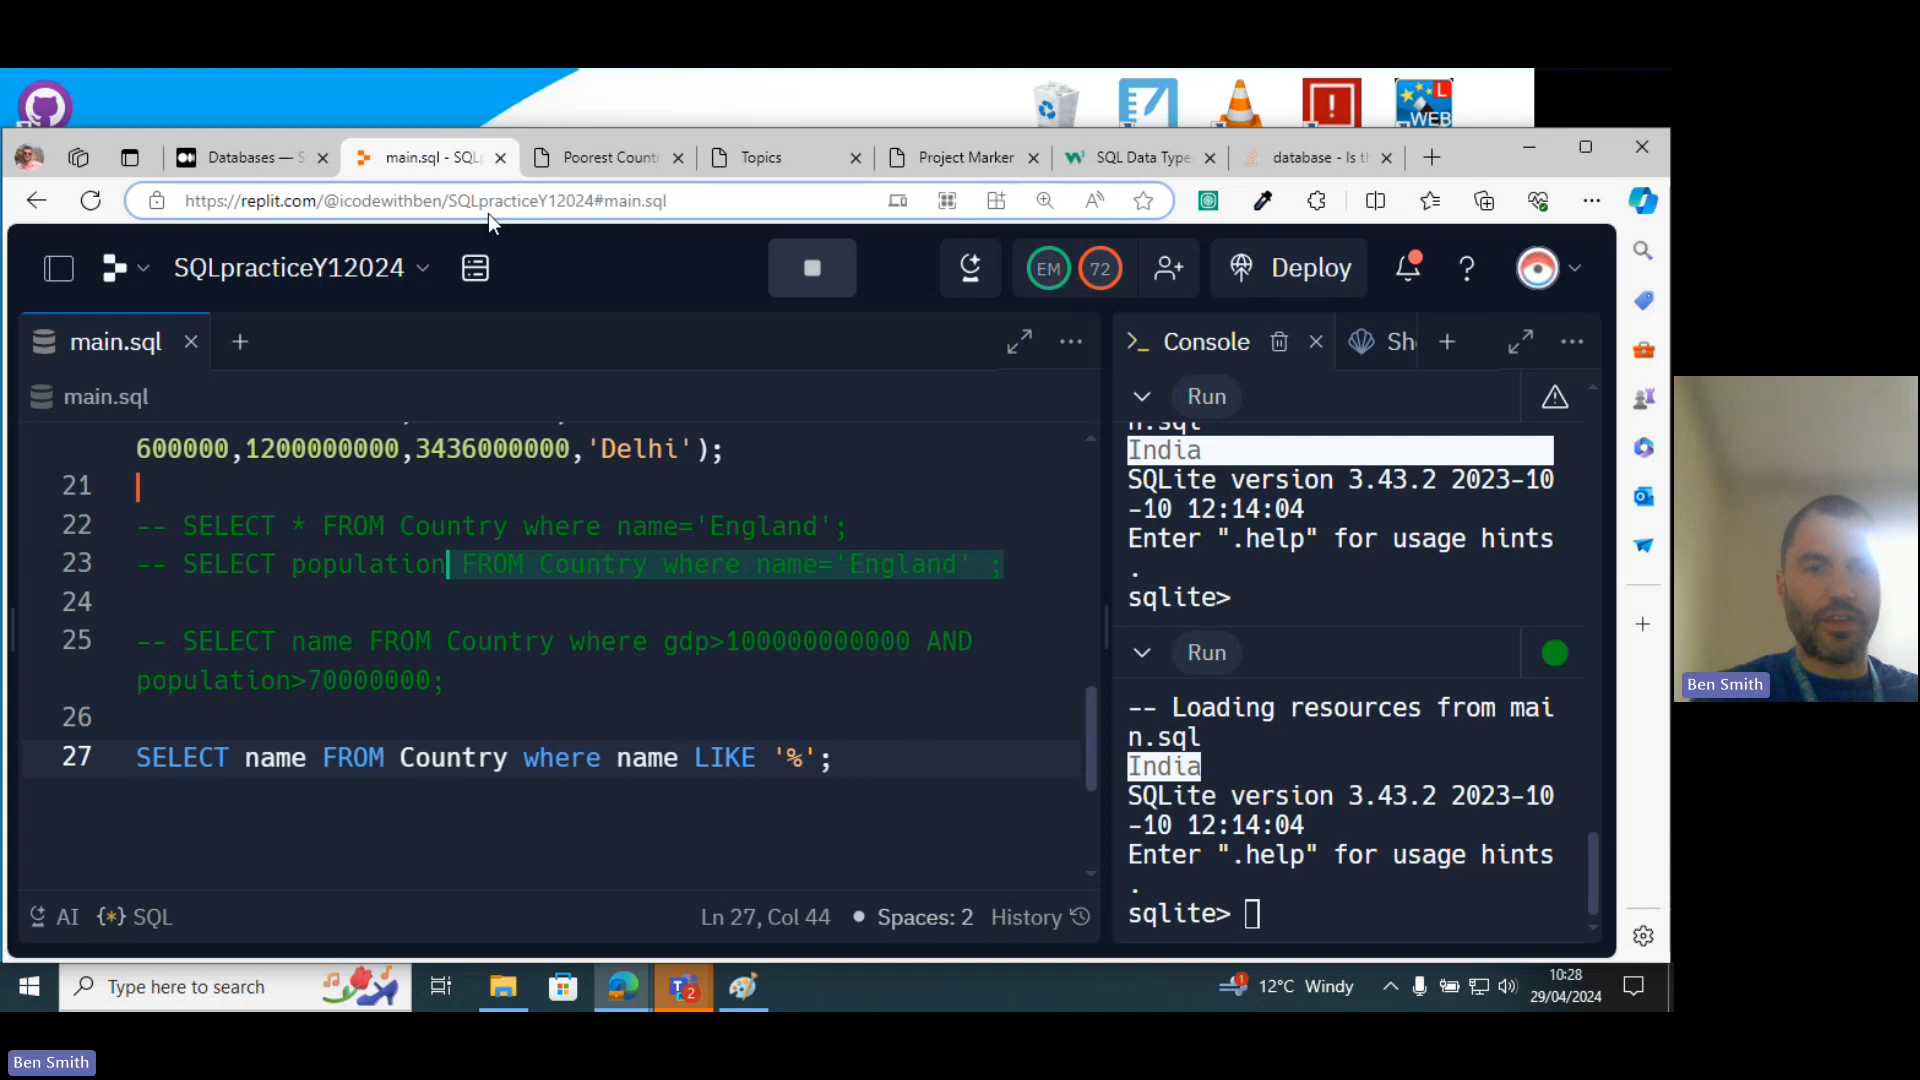 L
WEB
Databases — S
main.sql - SQL
Poorest Count
Topics
Project Marker
SQL Data Type
database - Is t
https://replit.com/@icodewithben/SQLpracticeY12024#main.sql
SQLpracticeY12024
EM
72
Deploy
?
main.sql
Console
Sh
main.sql
Run
600000,1200000000,3436000000,'Delhi');
21
22 -- SELECT * FROM Country where name='England';
23 -- SELECT population FROM Country where name='England' ;
24
25 -- SELECT name FROM Country where gdp>100000000000 AND
population>70000000;
26
27 SELECT name FROM Country where name LIKE '%';
n.sql
India
SQLite version 3.43.2 2023-10
-10 12:14:04
Enter ".help" for usage hints
.
sqlite>
Run
-- Loading resources from mai
n.sql
India
SQLite version 3.43.2 2023-10
-10 12:14:04
Enter ".help" for usage hints
.
sqlite>
AI {*} SQL
Ln 27, Col 44 • Spaces: 2 History
Type here to search
T
2
1
12°C Windy
10:28
29/04/2024
Ben Smith
Ben Smith